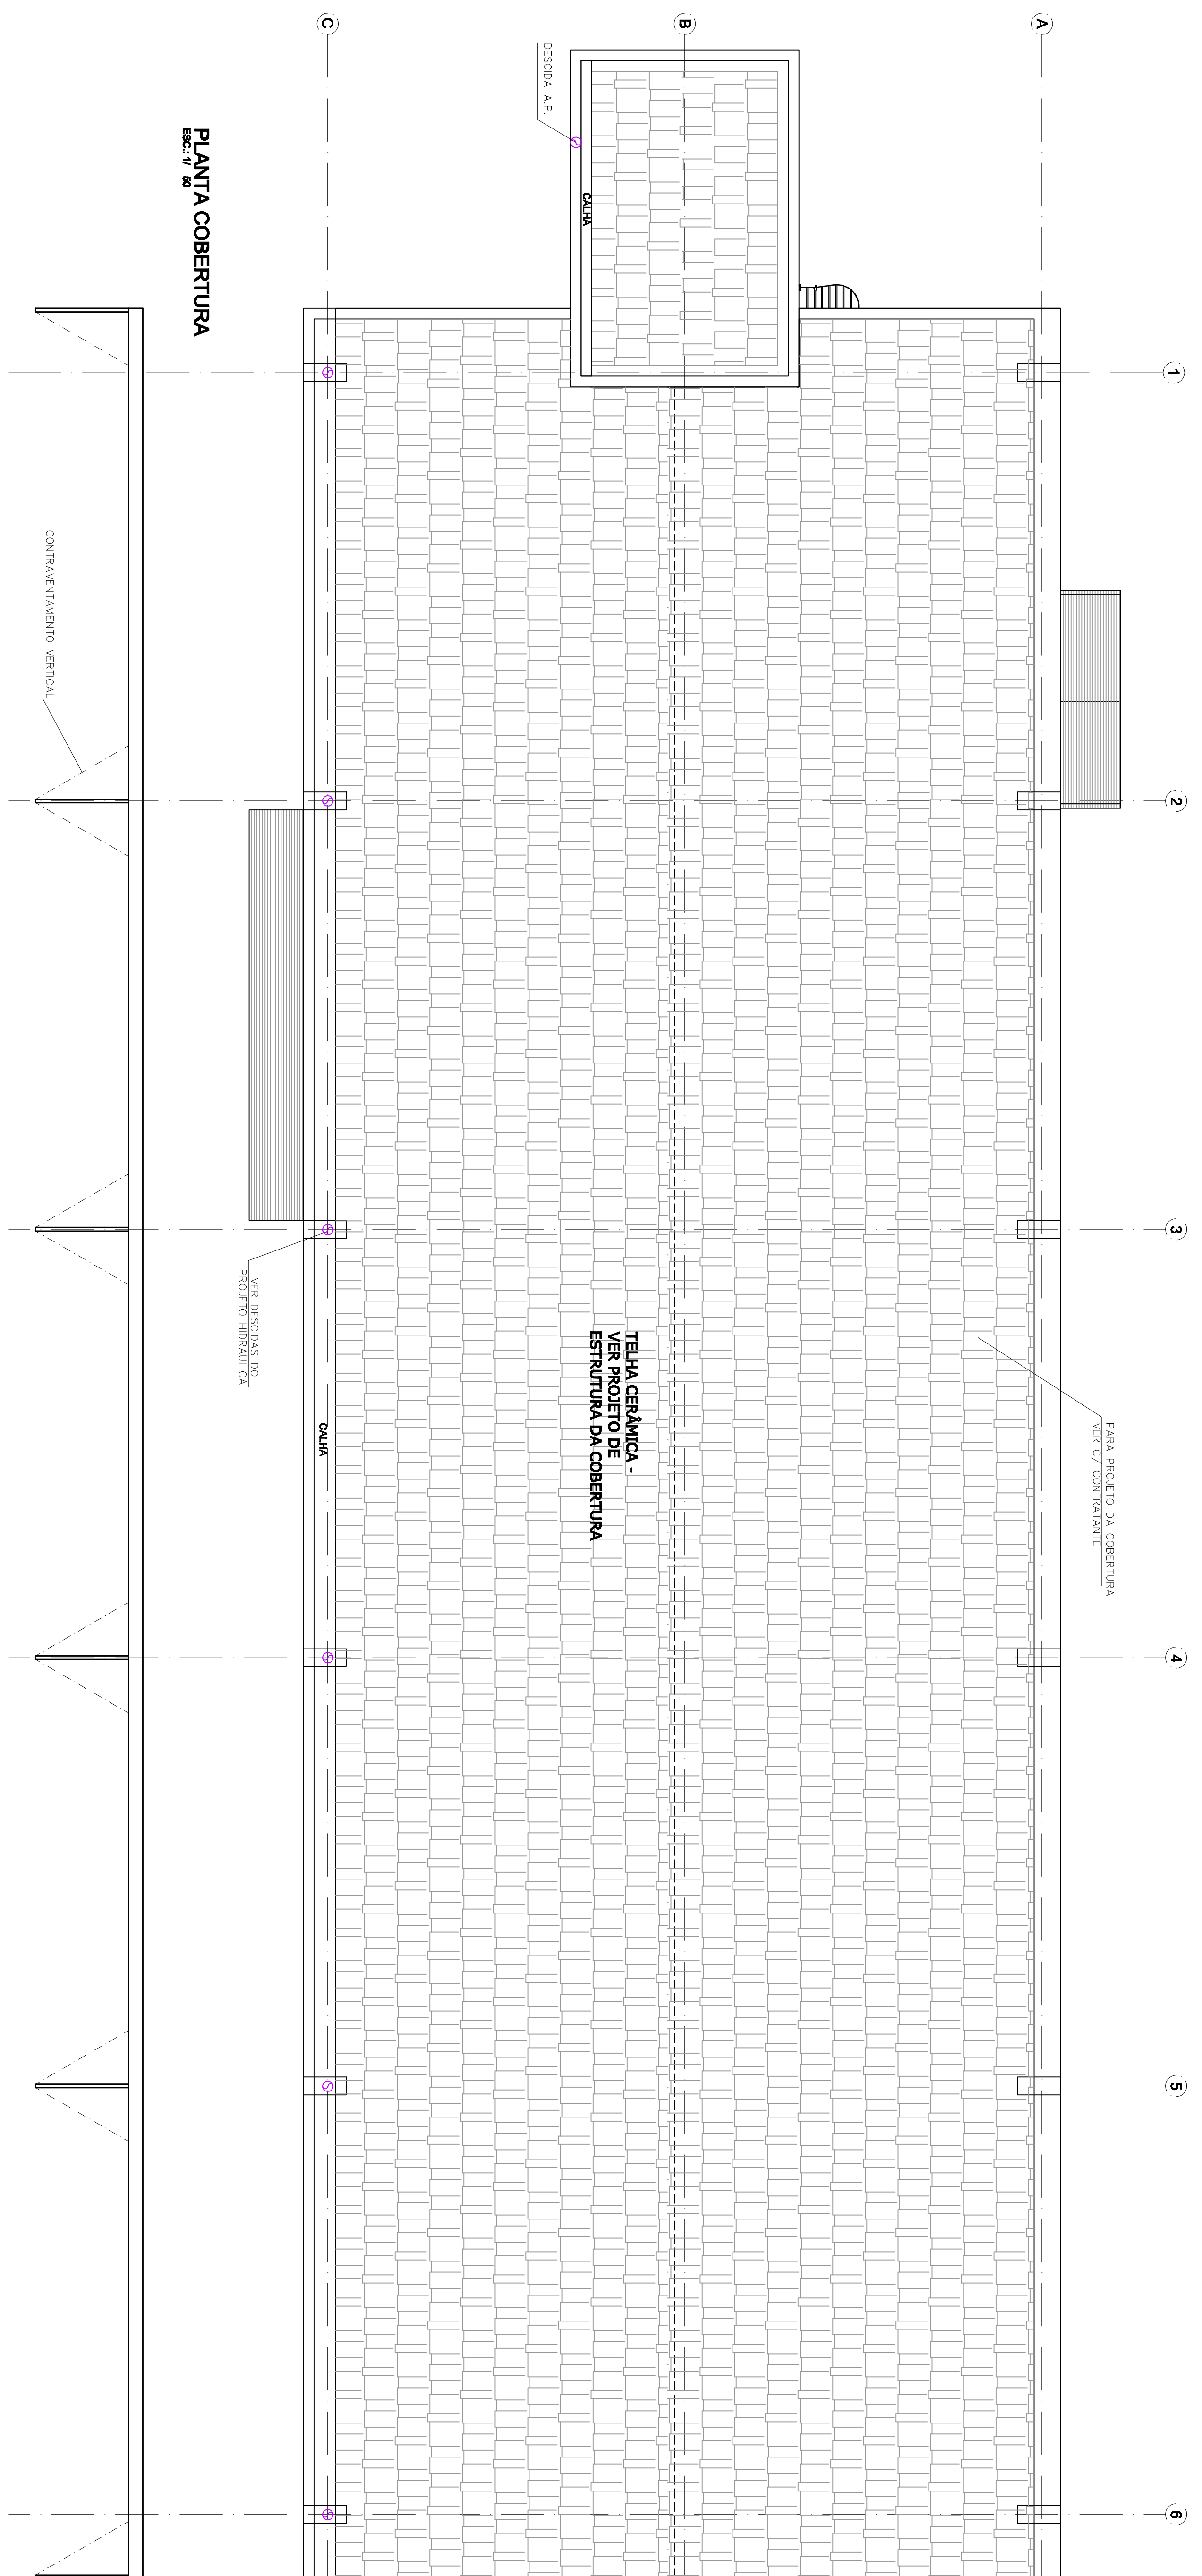 C
B
A
DESCIDA A.P.
CALHA
PLANTA COBERTURA
ESC.: 1/ 50
1
CONTRAVENTAMENTO VERTICAL
2
3
VER DESCIDAS DO
PROJETO HIDRAULICA
TELHA CERÂMICA -
VER PROJETO DE
ESTRUTURA DA COBERTURA
PARA PROJETO DA COBERTURA
VER C/ CONTRATANTE
CALHA
4
5
6